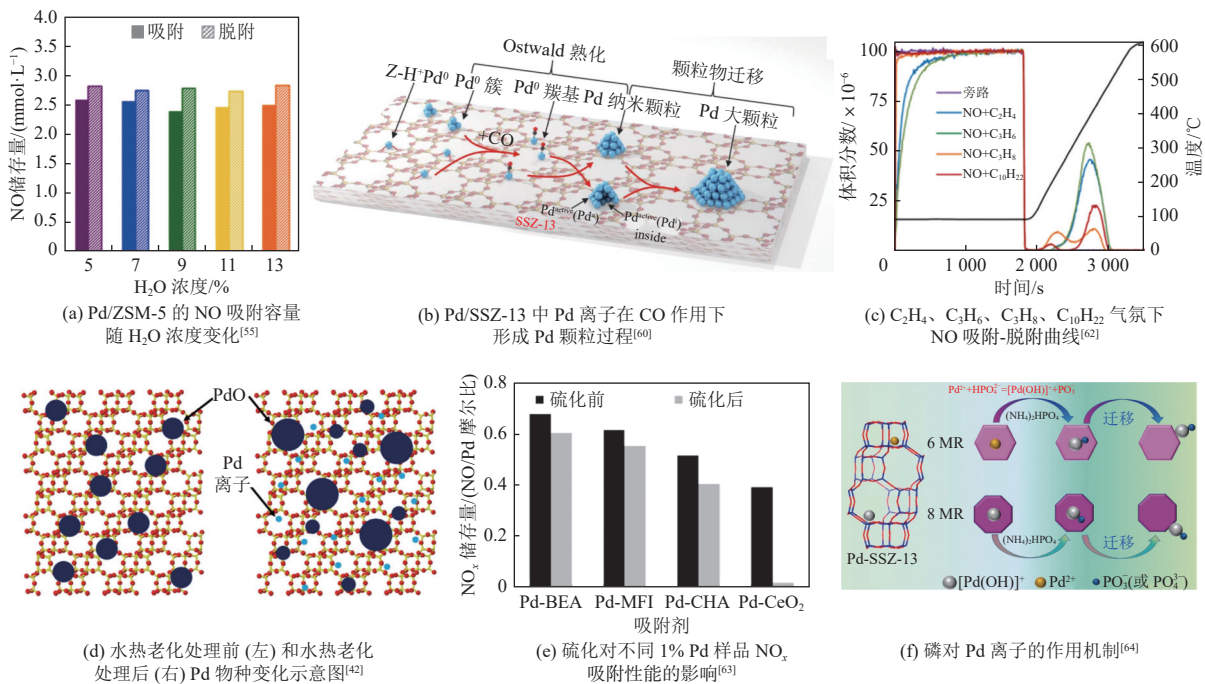 4.0
3.5
3.0
2.5
2.0
1.5
1.0
0.5
0
NO储存量/(mmol·L⁻¹)
吸附 脱附
5 7 9 11 13
H₂O 浓度/%
(a) Pd/ZSM-5 的 NO 吸附容量
随 H₂O 浓度变化[55]
Ostwald 熟化
颗粒物迁移
Z-H⁺Pd⁰ Pd⁰ 簇 Pd⁰ 羰基 Pd 纳米颗粒
Pd 大颗粒
+CO
SSZ-13
inside
(b) Pd/SSZ-13 中 Pd 离子在 CO 作用下
形成 Pd 颗粒过程[60]
体积分数/ × 10⁻⁶
100
75
50
25
0
旁路
NO+C₂H₄
NO+C₃H₆
NO+C₃H₈
NO+C₁₀H₂₂
600
500
400
300
200
100
0
温度/℃
0 1 000 2 000 3 000
时间/s
(c) C₂H₄、C₃H₆、C₃H₈、C₁₀H₂₂ 气氛下
NO 吸附-脱附曲线[62]
PdO
Pd
离子
(d) 水热老化处理前 (左) 和水热老化
处理后 (右) Pd 物种变化示意图[42]
NOₓ 储存量/(NO/Pd 摩尔比)
0.8
0.6
0.4
0.2
0
硫化前 硫化后
Pd-BEA Pd-MFI Pd-CHA Pd-CeO₂
吸附剂
(e) 硫化对不同 1% Pd 样品 NOₓ
吸附性能的影响[63]
Pd²⁺+HPO₄²⁻=[Pd(OH)]⁺+PO₃⁻
(NH₄)₂HPO₄ 迁移
6 MR
8 MR
(NH₄)₂HPO₄ 迁移
Pd-SSZ-13
[Pd(OH)]⁺ Pd²⁺ PO₃⁻(或 PO₄³⁻)
(f) 磷对 Pd 离子的作用机制[64]